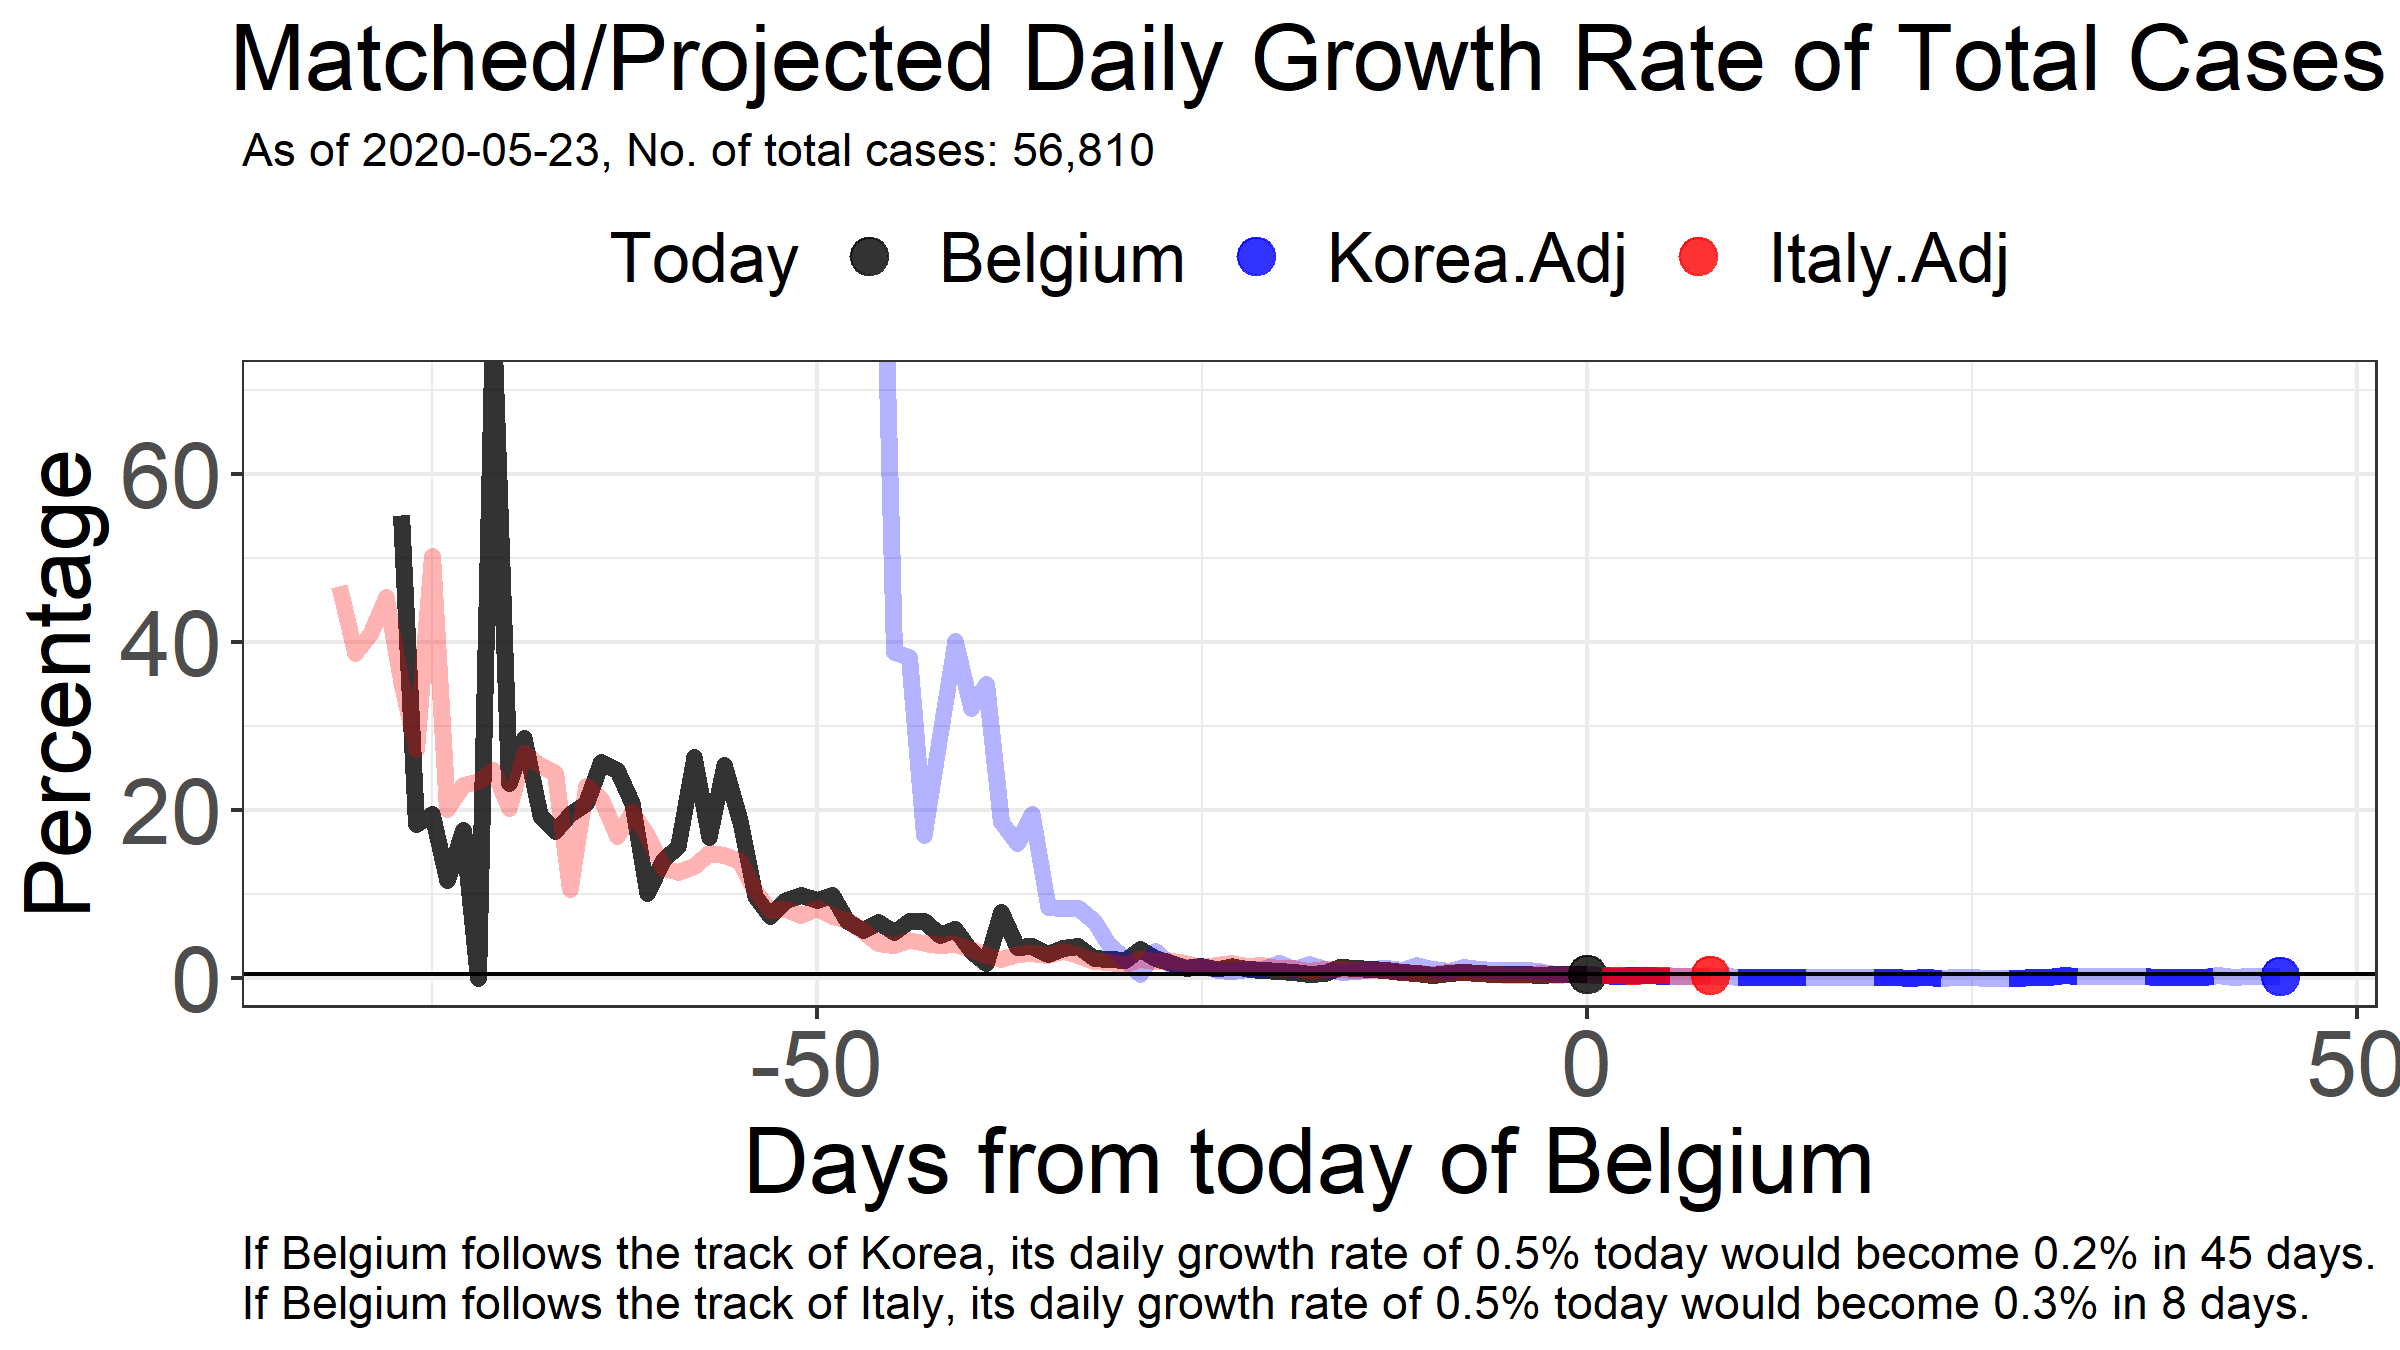 Matched/Projected Daily Growth Rate of Total Cases
As of 2020-05-23, No. of total cases: 56,810
Today Belgium Korea.Adj Italy.Adj
Percentage
60
40
20
0
-50 0 50
Days from today of Belgium
If Belgium follows the track of Korea, its daily growth rate of 0.5% today would become 0.2% in 45 days.
If Belgium follows the track of Italy, its daily growth rate of 0.5% today would become 0.3% in 8 days.